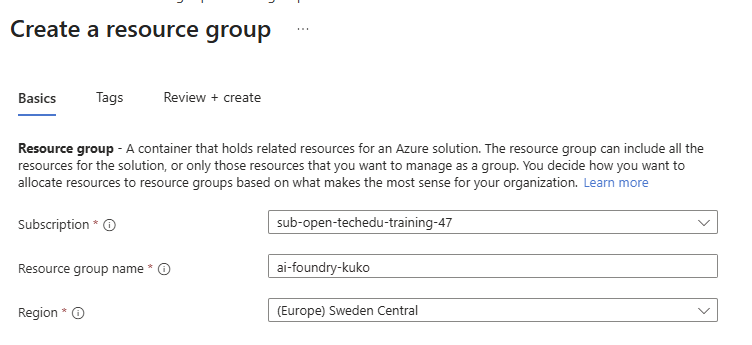 Create a resource group ...
Basics Tags Review + create
Resource group - A container that holds related resources for an Azure solution. The resource group can include all the
resources for the solution, or only those resources that you want to manage as a group. You decide how you want to
allocate resources to resource groups based on what makes the most sense for your organization. Learn more
Subscription * sub-open-techedu-training-47
Resource group name * ai-foundry-kuko
Region * (Europe) Sweden Central